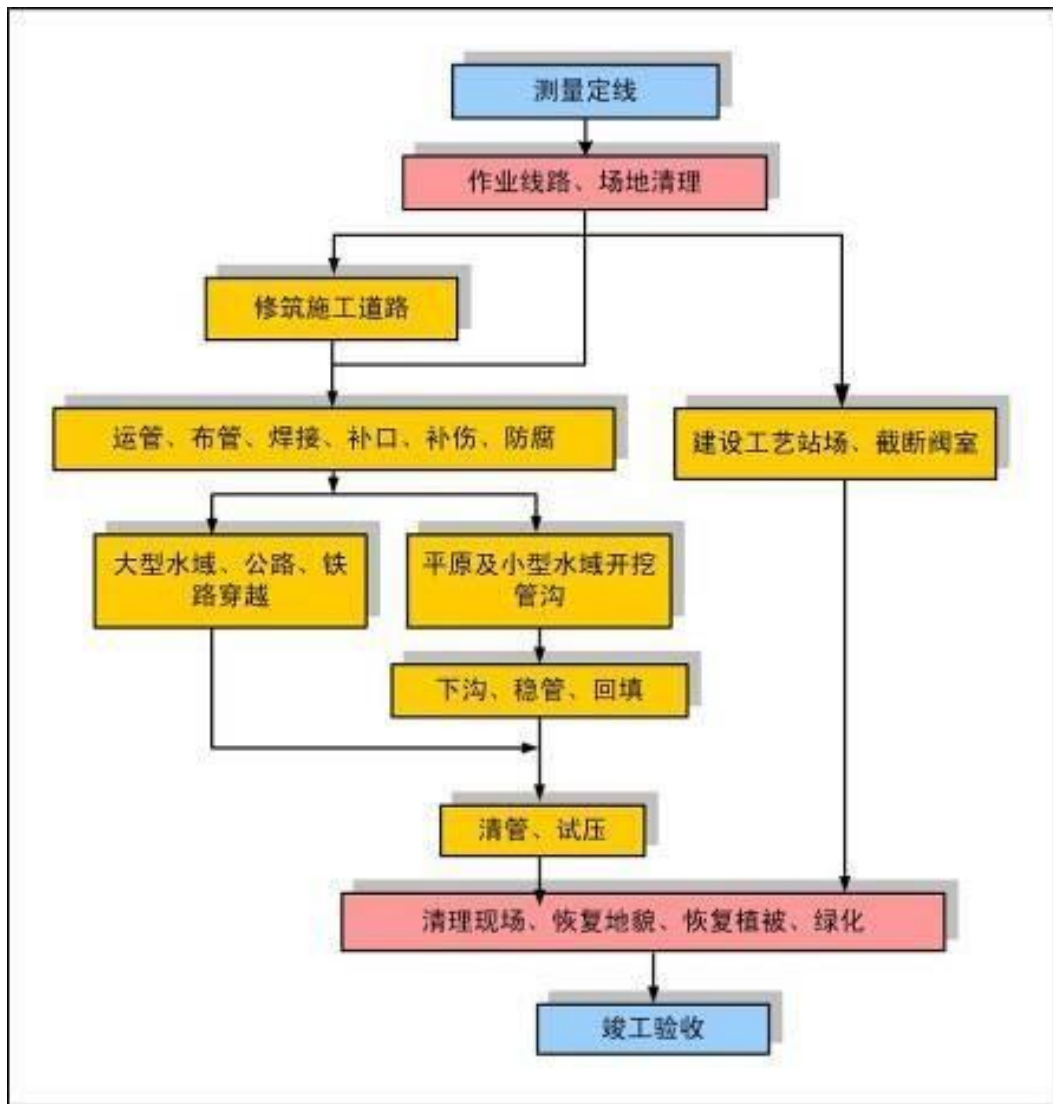 测量定线
作业线路、场地清理
修筑施工道路
运管、布管、焊接、补口、补伤、防腐
建设工艺站场、截断阀室
大型水域、公路、铁
路穿越
平原及小型水域开挖
管沟
下沟、稳管、回填
清管、试压
清理现场、恢复地貌、恢复植被、绿化
竣工验收